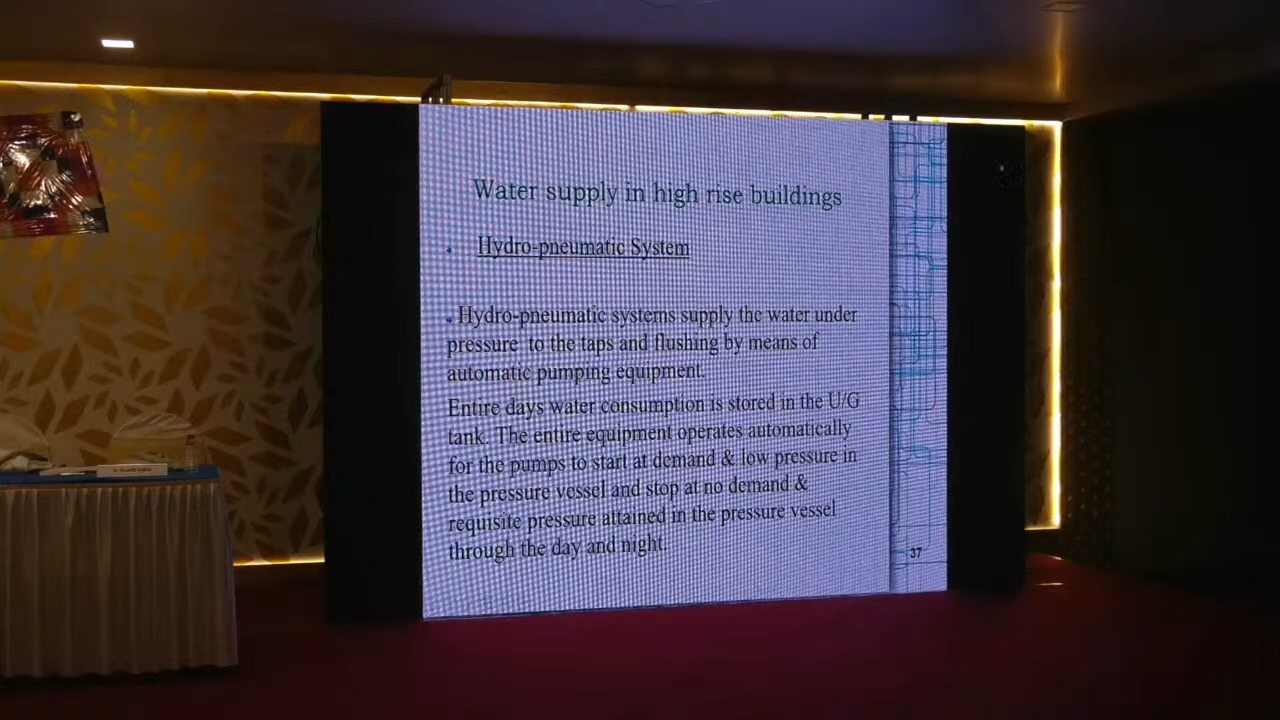 Water supply in high rise buildings
• Hydro-pneumatic System
• Hydro-pneumatic systems supply the water under
pressure to the taps and flushing by means of
automatic pumping equipment.
Entire days water consumption is stored in the U/G
tank. The entire equipment operates automatically
for the pumps to start at demand & low pressure in
the pressure vessel and stop at no demand &
requisite pressure attained in the pressure vessel
through the day and night.
37